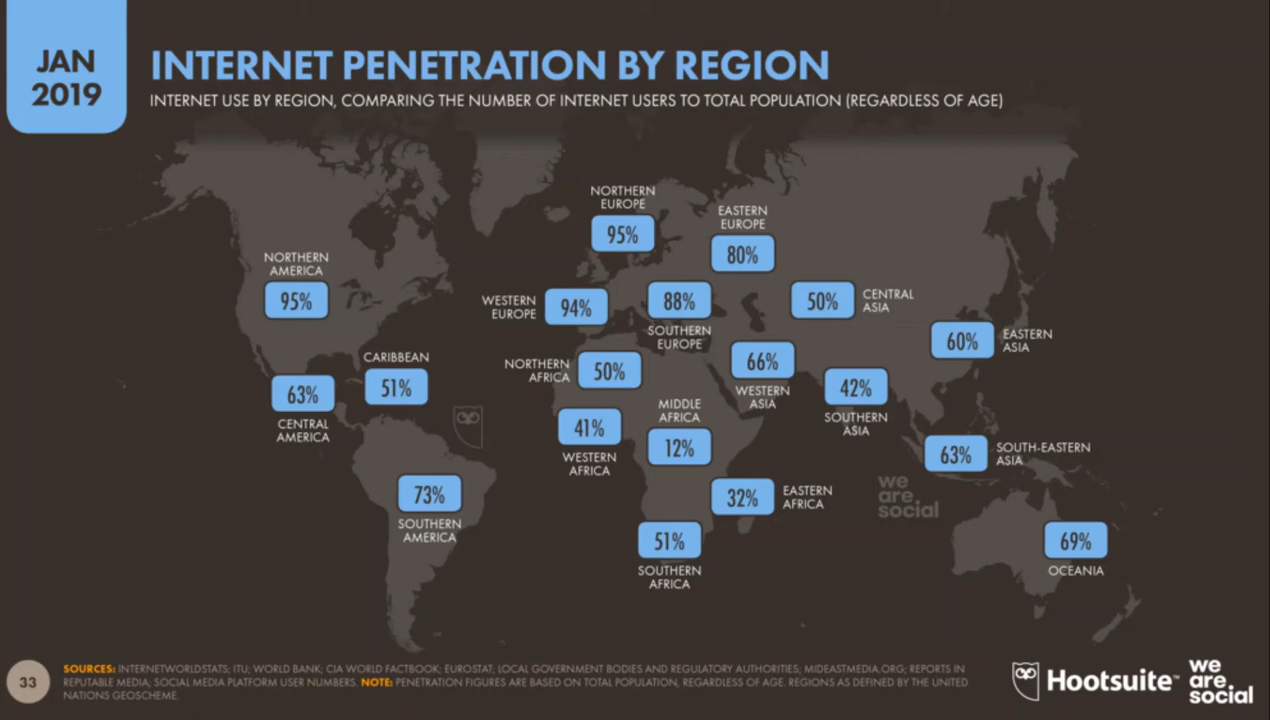 JAN
2019
INTERNET PENETRATION BY REGION
INTERNET USE BY REGION, COMPARING THE NUMBER OF INTERNET USERS TO TOTAL POPULATION (REGARDLESS OF AGE)
NORTHERN
EUROPE
95%
EASTERN
EUROPE
80%
NORTHERN
AMERICA
95%
WESTERN
EUROPE
94%
88%
SOUTHERN
EUROPE
50%
CENTRAL
ASIA
60%
EASTERN
ASIA
CARIBBEAN
51%
NORTHERN
AFRICA
50%
66%
WESTERN
ASIA
42%
SOUTHERN
ASIA
63%
CENTRAL
AMERICA
41%
WESTERN
AFRICA
MIDDLE
AFRICA
12%
63%
SOUTH-EASTERN
ASIA
73%
SOUTHERN
AMERICA
32%
EASTERN
AFRICA
we
are
social
51%
SOUTHERN
AFRICA
69%
OCEANIA
33
SOURCES: INTERNETWORLDSTATS; ITU; WORLD BANK; CIA WORLD FACTBOOK; EUROSTAT; LOCAL GOVERNMENT BODIES AND REGULATORY AUTHORITIES; MIDEASTMEDIA.ORG; REPORTS IN
REPUTABLE MEDIA; SOCIAL MEDIA PLATFORM USER NUMBERS. NOTE: PENETRATION FIGURES ARE BASED ON TOTAL POPULATION, REGARDLESS OF AGE. REGIONS AS DEFINED BY THE UNITED
NATIONS GEOSCHEME.
Hootsuite™
we
are
social